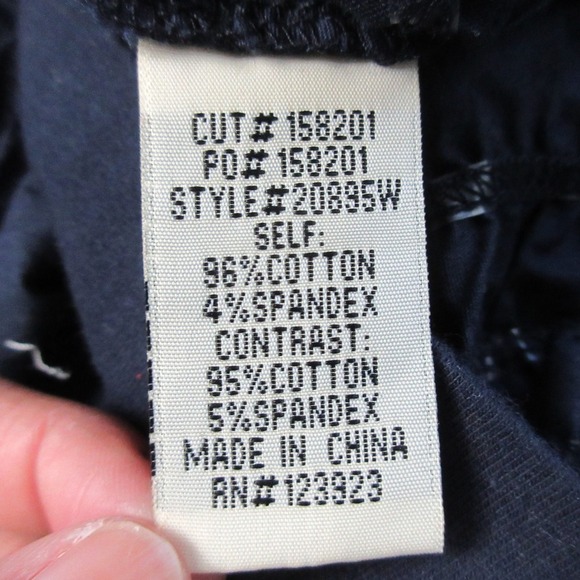 CUT# 158201
PO# 158201
STYLE#20895W
SELF:
96%COTTON
4%SPANDEX
CONTRAST:
95%COTTON
5%SPANDEX
MADE IN CHINA
RN#123923